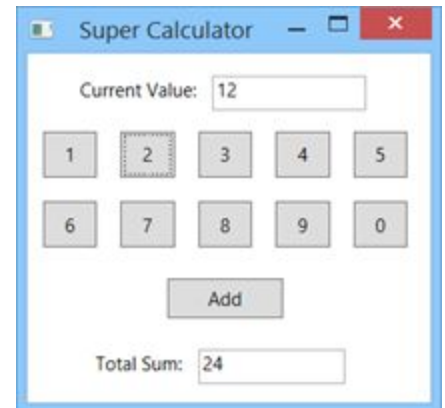 Super Calculator
Current Value: 12
1 2 3 4 5
6 7 8 9 0
Add
Total Sum: 24